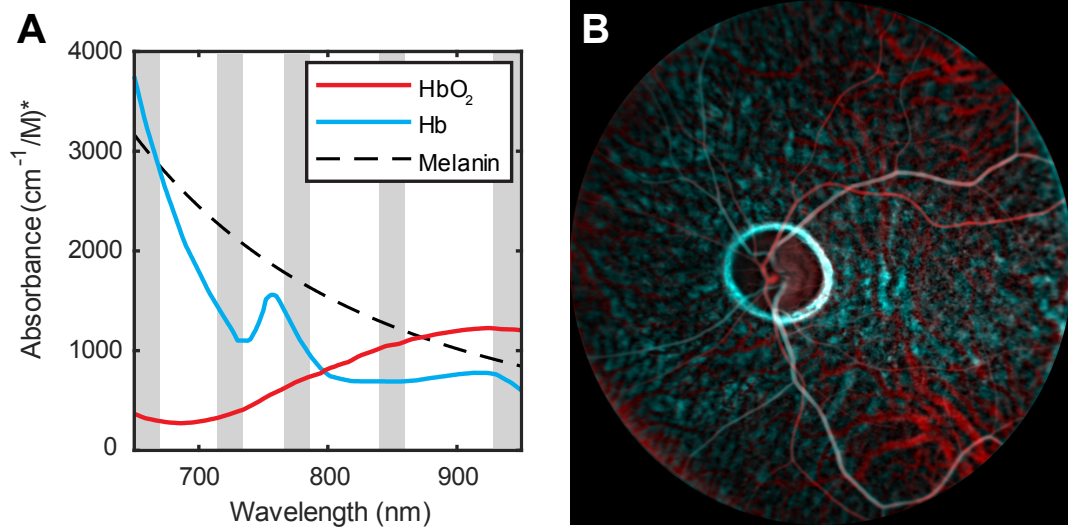 A
B
4000
3000
2000
1000
0
Absorbance (cm⁻¹/M)*
HbO₂
Hb
Melanin
700
800
900
Wavelength (nm)